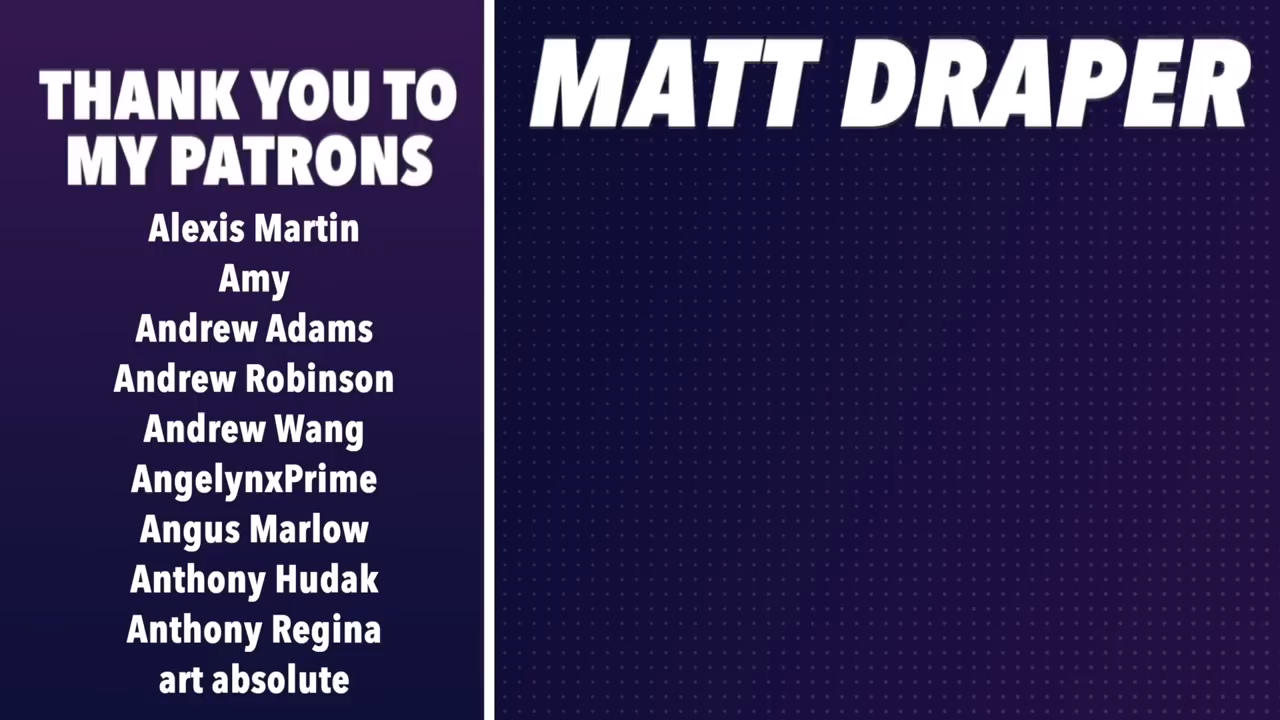 THANK YOU TO
MY PATRONS
Alexis Martin
Amy
Andrew Adams
Andrew Robinson
Andrew Wang
AngelynxPrime
Angus Marlow
Anthony Hudak
Anthony Regina
art absolute
MATT DRAPER